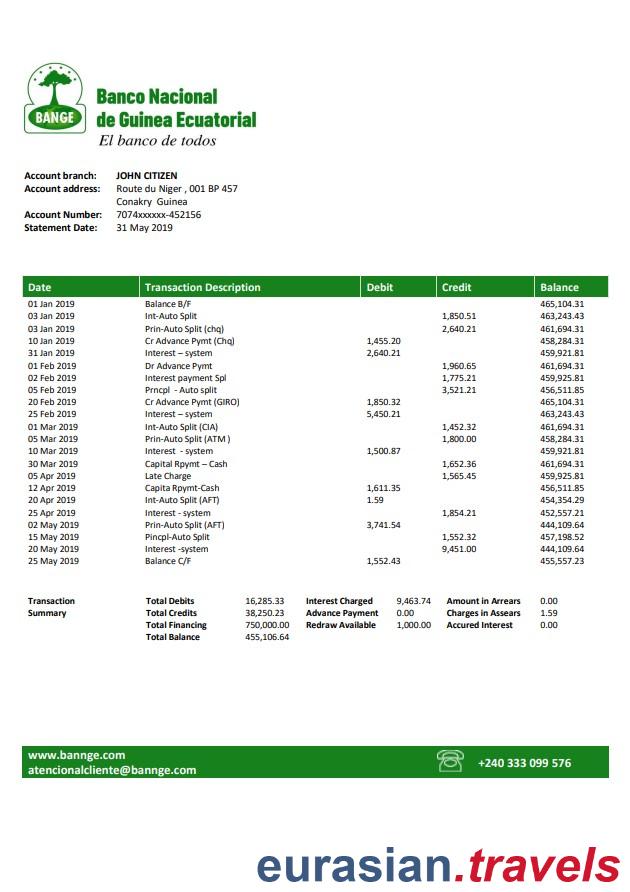 BANGE
Banco Nacional
de Guinea Ecuatorial
El banco de todos
Account branch: JOHN CITIZEN
Account address: Route du Niger , 001 BP 457
Conakry Guinea
Account Number: 7074xxxxxx-452156
Statement Date: 31 May 2019
Date Transaction Description Debit Credit Balance
01 Jan 2019 Balance B/F 465,104.31
03 Jan 2019 Int-Auto Split 1,850.51 463,243.43
03 Jan 2019 Prin-Auto Split (chq) 2,640.21 461,694.31
10 Jan 2019 Cr Advance Pymt (Chq) 1,455.20 458,284.31
31 Jan 2019 Interest – system 2,640.21 459,921.81
01 Feb 2019 Dr Advance Pymt 1,960.65 461,694.31
02 Feb 2019 Interest payment Spl 1,775.21 459,925.81
05 Feb 2019 Prncpl - Auto split 3,521.21 456,511.85
20 Feb 2019 Cr Advance Pymt (GIRO) 1,850.32 465,104.31
25 Feb 2019 Interest – system 5,450.21 463,243.43
01 Mar 2019 Int-Auto Split (CIA) 1,452.32 461,694.31
05 Mar 2019 Prin-Auto Split (ATM ) 1,800.00 458,284.31
10 Mar 2019 Interest - system 1,500.87 459,921.81
30 Mar 2019 Capital Rpymt – Cash 1,652.36 461,694.31
05 Apr 2019 Late Charge 1,565.45 459,925.81
12 Apr 2019 Capita Rpymt-Cash 1,611.35 456,511.85
20 Apr 2019 Int-Auto Split (AFT) 1.59 454,354.29
25 Apr 2019 Interest - system 1,854.21 452,557.21
02 May 2019 Prin-Auto Split (AFT) 3,741.54 444,109.64
15 May 2019 Pincpl-Auto Split 1,552.32 457,198.52
20 May 2019 Interest -system 9,451.00 444,109.64
25 May 2019 Balance C/F 1,552.43 455,557.23
Transaction Total Debits 16,285.33 Interest Charged 9,463.74 Amount in Arrears 0.00
Summary Total Credits 38,250.23 Advance Payment 0.00 Charges in Assears 1.59
Total Financing 750,000.00 Redraw Available 1,000.00 Accured Interest 0.00
Total Balance 455,106.64
www.bannge.com
atencionalcliente@bannge.com
+240 333 099 576
eurasian.travels